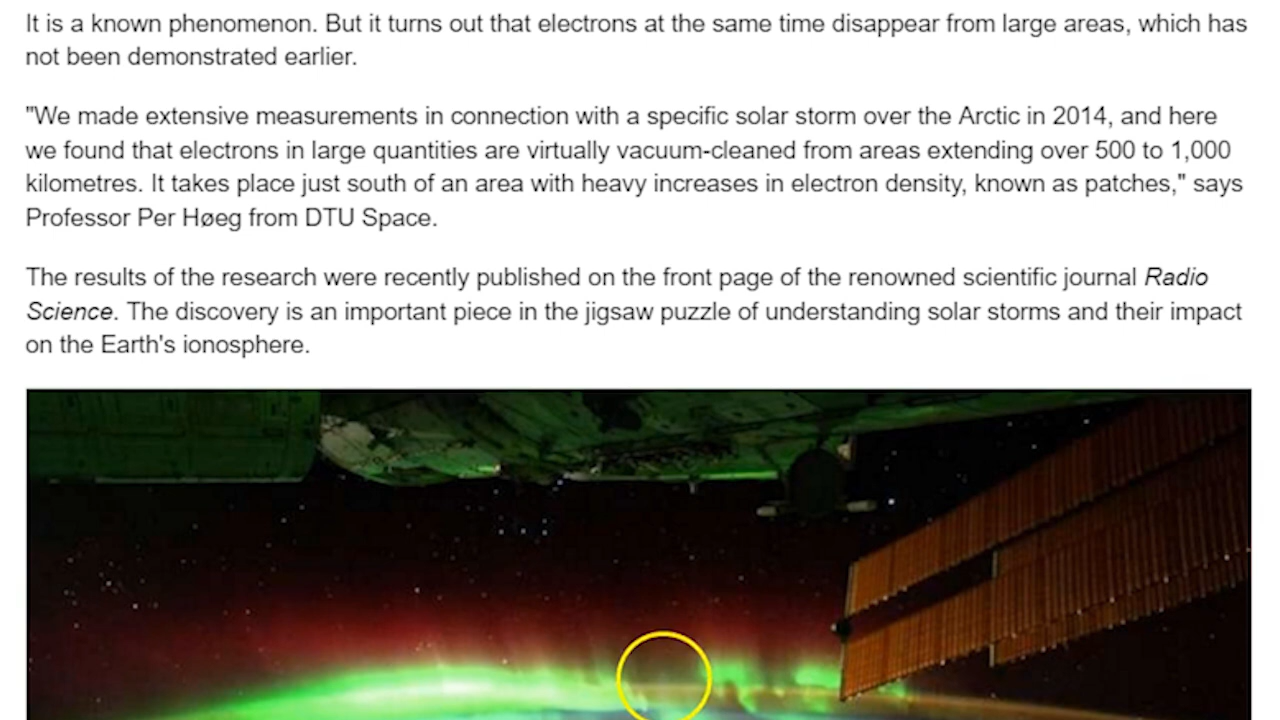 It is a known phenomenon. But it turns out that electrons at the same time disappear from large areas, which has
not been demonstrated earlier.
"We made extensive measurements in connection with a specific solar storm over the Arctic in 2014, and here
we found that electrons in large quantities are virtually vacuum-cleaned from areas extending over 500 to 1,000
kilometres. It takes place just south of an area with heavy increases in electron density, known as patches," says
Professor Per Høeg from DTU Space.
The results of the research were recently published on the front page of the renowned scientific journal Radio
Science. The discovery is an important piece in the jigsaw puzzle of understanding solar storms and their impact
on the Earth's ionosphere.